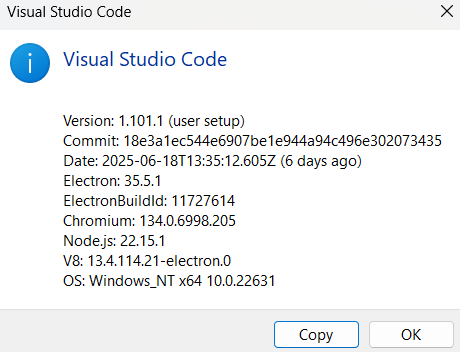 Visual Studio Code
Visual Studio Code
Version: 1.101.1 (user setup)
Commit: 18e3a1ec544e6907be1e944a94c496e302073435
Date: 2025-06-18T13:35:12.605Z (6 days ago)
Electron: 35.5.1
ElectronBuildId: 11727614
Chromium: 134.0.6998.205
Node.js: 22.15.1
V8: 13.4.114.21-electron.0
OS: Windows_NT x64 10.0.22631
Copy OK